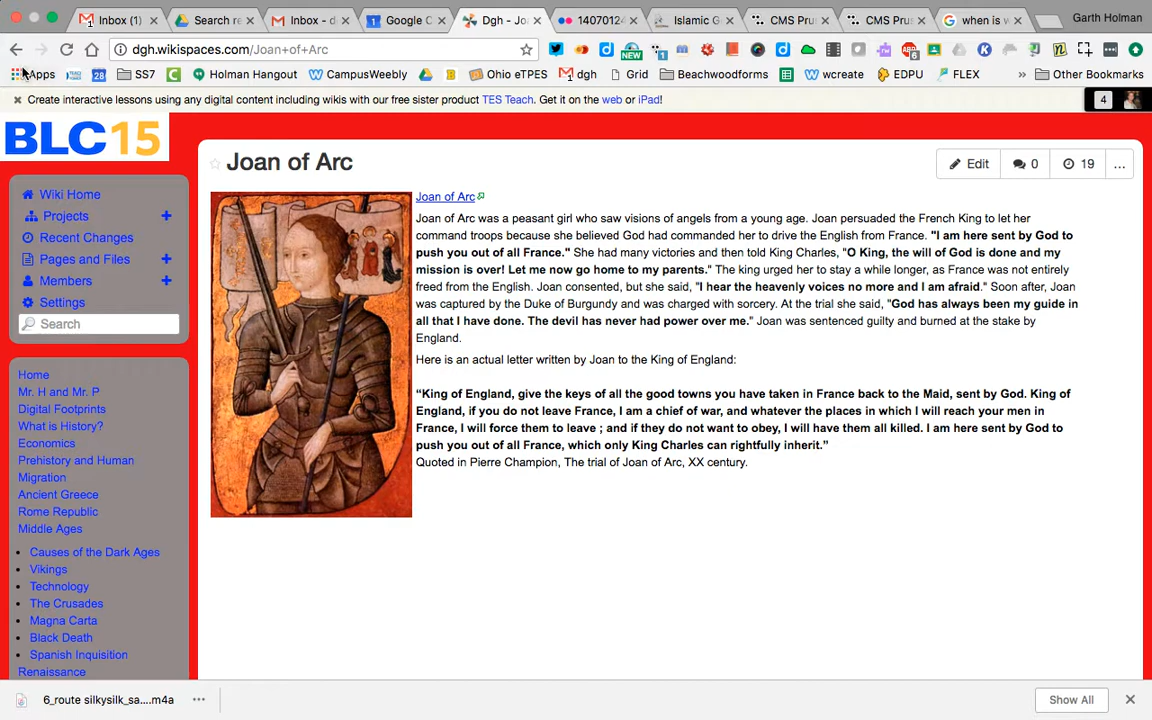 Inbox (1)
Search re
Inbox - d
Google C
Dgh - Jo
14070124
Islamic G
CMS Prus
CMS Prus
when is v
Garth Holman
dgh.wikispaces.com/Joan+of+Arc
Apps
SS7
Holman Hangout
CampusWeekly
Ohio eTPES
dgh
Grid
Beachwoodforms
wcreate
EDPU
FLEX
»
Other Bookmarks
Create interactive lessons using any digital content including wikis with our free sister product TES Teach. Get it on the web or iPad!
4
BLC15
Joan of Arc
Edit
0
19
...
Wiki Home
Projects
Recent Changes
Pages and Files
Members
Settings
Search
Home
Mr. H and Mr. P
Digital Footprints
What is History?
Economics
Prehistory and Human
Migration
Ancient Greece
Rome Republic
Middle Ages
Causes of the Dark Ages
Vikings
Technology
The Crusades
Magna Carta
Black Death
Spanish Inquisition
Renaissance
Joan of Arc
Joan of Arc was a peasant girl who saw visions of angels from a young age. Joan persuaded the French King to let her
command troops because she believed God had commanded her to drive the English from France. "I am here sent by God to
push you out of all France." She had many victories and then told King Charles, "O King, the will of God is done and my
mission is over! Let me now go home to my parents." The king urged her to stay a while longer, as France was not entirely
freed from the English. Joan consented, but she said, "I hear the heavenly voices no more and I am afraid." Soon after, Joan
was captured by the Duke of Burgundy and was charged with sorcery. At the trial she said, "God has always been my guide in
all that I have done. The devil has never had power over me." Joan was sentenced guilty and burned at the stake by
England.
Here is an actual letter written by Joan to the King of England:
“King of England, give the keys of all the good towns you have taken in France back to the Maid, sent by God. King of
England, if you do not leave France, I am a chief of war, and whatever the places in which I will reach your men in
France, I will force them to leave ; and if they do not want to obey, I will have them all killed. I am here sent by God to
push you out of all France, which only King Charles can rightfully inherit.”
Quoted in Pierre Champion, The trial of Joan of Arc, XX century.
6_route silkysilk_sa....m4a
Show All